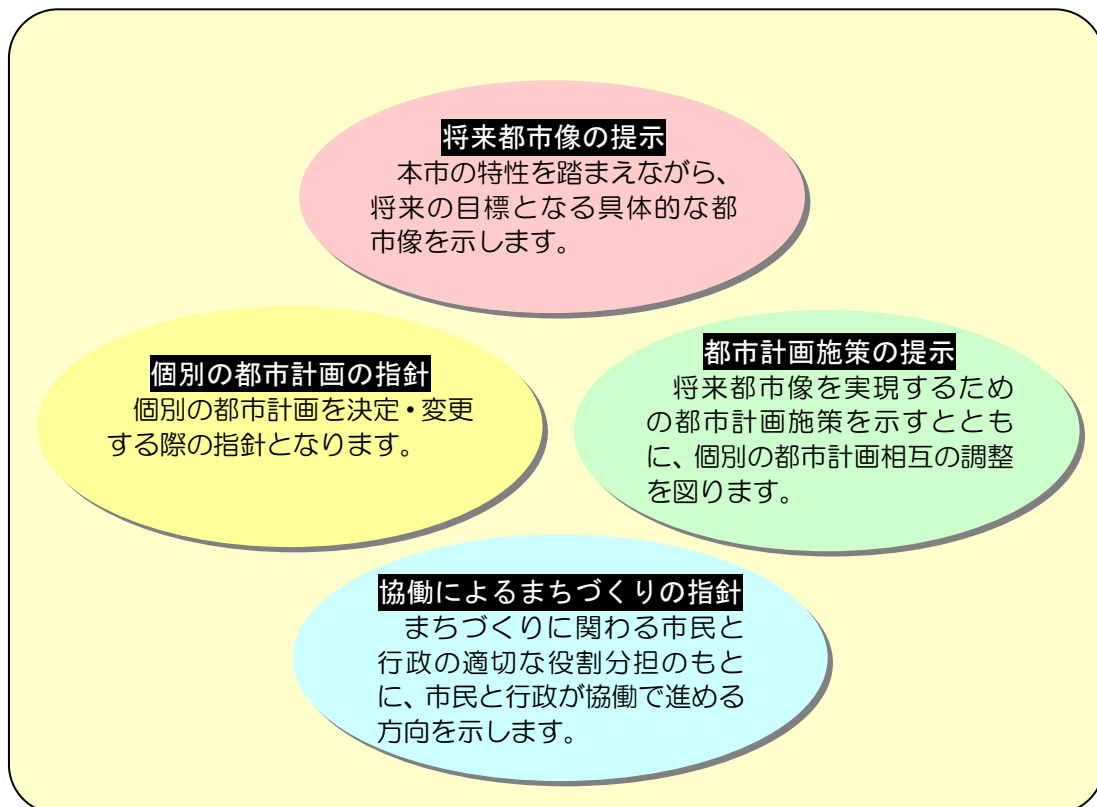 将来都市像の提示
本市の特性を踏まえながら、
将来の目標となる具体的な都
市像を示します。
個別の都市計画の指針
個別の都市計画を決定・変更
する際の指針となります。
都市計画施策の提示
将来都市像を実現するため
の都市計画施策を示すととも
に、個別の都市計画相互の調整
を図ります。
協働によるまちづくりの指針
まちづくりに関わる市民と
行政の適切な役割分担のもと
に、市民と行政が協働で進める
方向を示します。